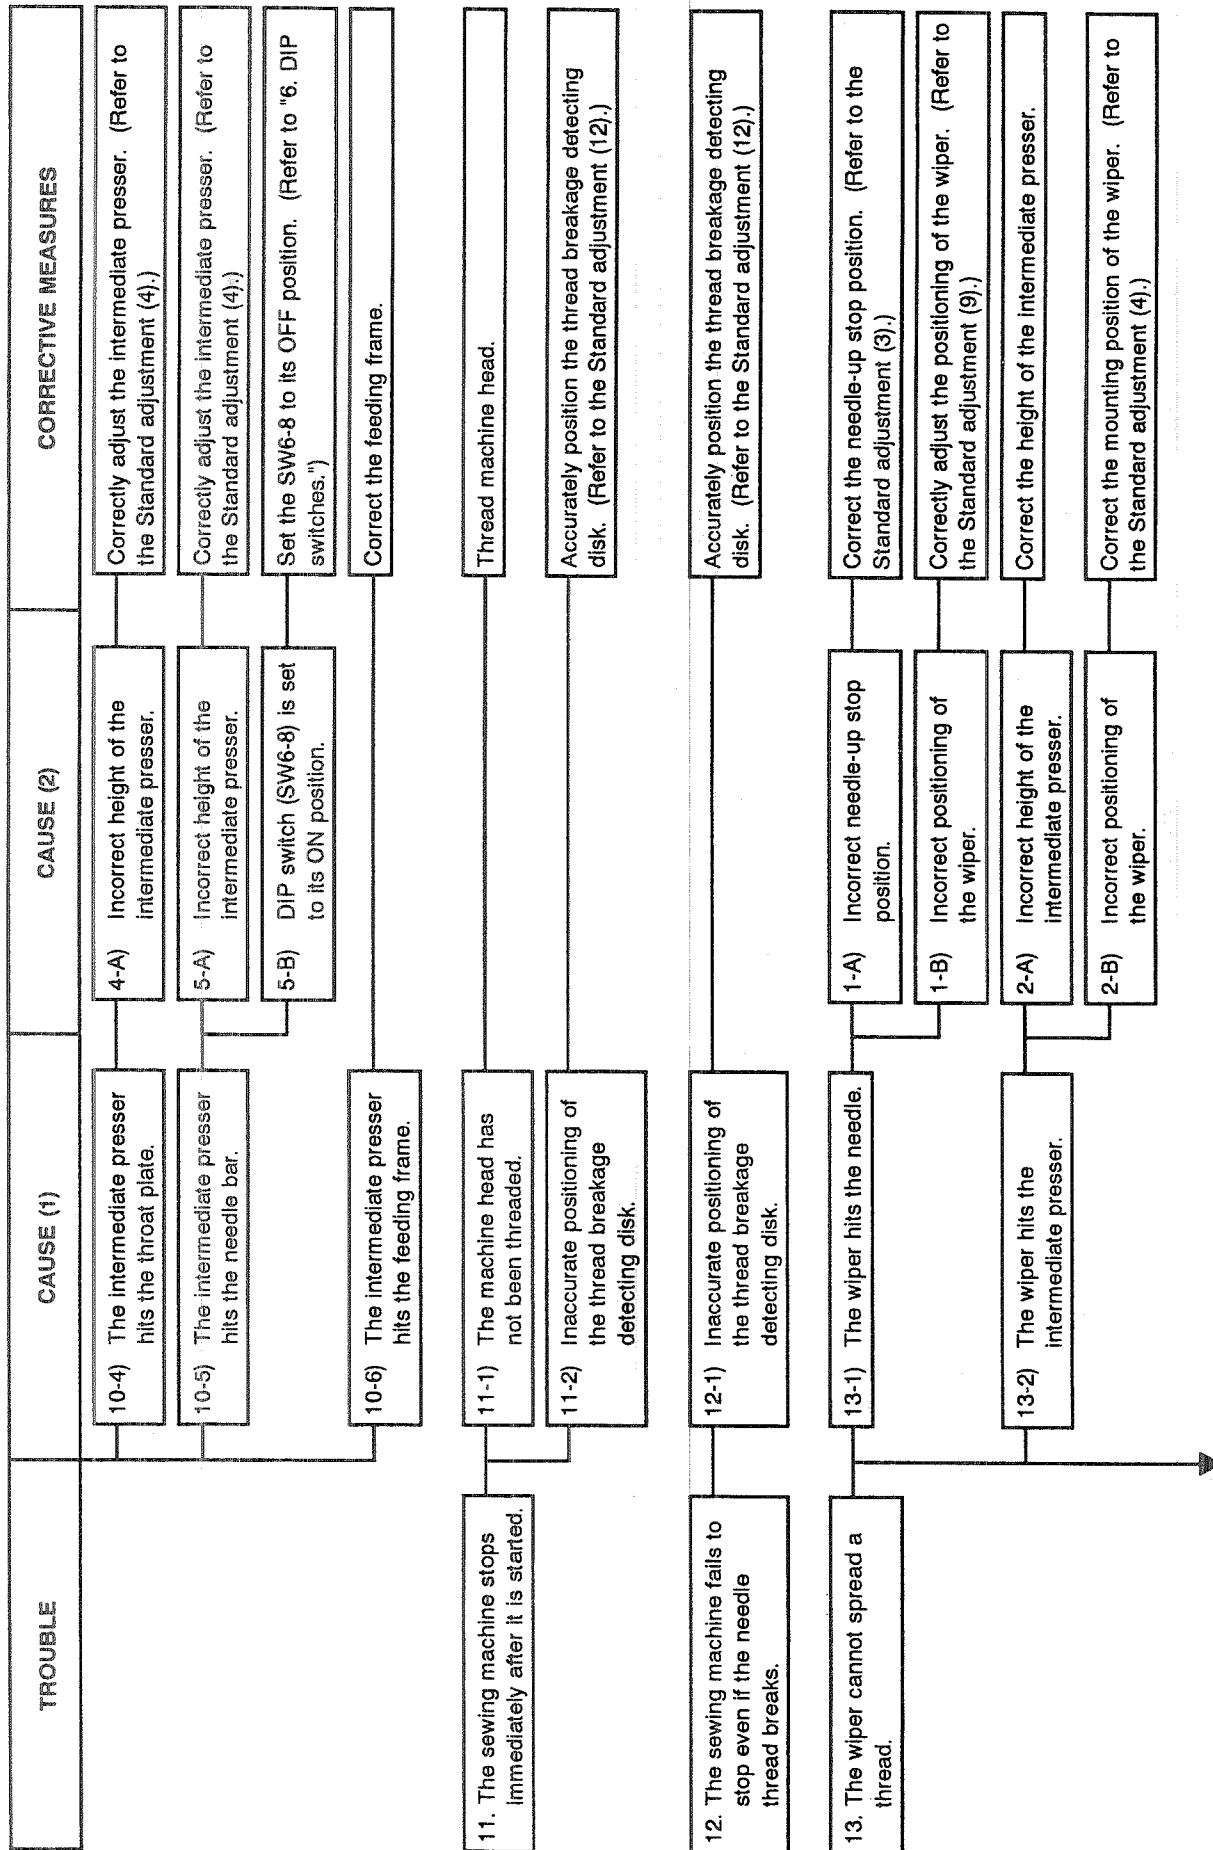 TROUBLE
CAUSE (1)
CAUSE (2)
CORRECTIVE MEASURES
10-4) The intermediate presser
hits the throat plate.
4-A) Incorrect height of the
intermediate presser.
Correctly adjust the intermediate presser. (Refer to
the Standard adjustment (4).)
10-5) The intermediate presser
hits the needle bar.
5-A) Incorrect height of the
intermediate presser.
Correctly adjust the intermediate presser. (Refer to
the Standard adjustment (4).)
5-B) DIP switch (SW6-8) is set
to its ON position.
Set the SW6-8 to its OFF position. (Refer to "6. DIP
switches.")
10-6) The intermediate presser
hits the feeding frame.
Correct the feeding frame.
11. The sewing machine stops
immediately after it is started.
11-1) The machine head has
not been threaded.
Thread machine head.
11-2) Inaccurate positioning of
the thread breakage
detecting disk.
Accurately position the thread breakage detecting
disk. (Refer to the Standard adjustment (12).)
12. The sewing machine fails to
stop even if the needle
thread breaks.
12-1) Inaccurate positioning of
the thread breakage
detecting disk.
Accurately position the thread breakage detecting
disk. (Refer to the Standard adjustment (12).)
13. The wiper cannot spread a
thread.
13-1) The wiper hits the needle.
1-A) Incorrect needle-up stop
position.
Correct the needle-up stop position. (Refer to the
Standard adjustment (3).)
1-B) Incorrect positioning of
the wiper.
Correctly adjust the positioning of the wiper. (Refer to
the Standard adjustment (9).)
13-2) The wiper hits the
intermediate presser.
2-A) Incorrect height of the
intermediate presser.
Correct the height of the intermediate presser.
2-B) Incorrect positioning of
the wiper.
Correct the mounting position of the wiper. (Refer to
the Standard adjustment (4).)